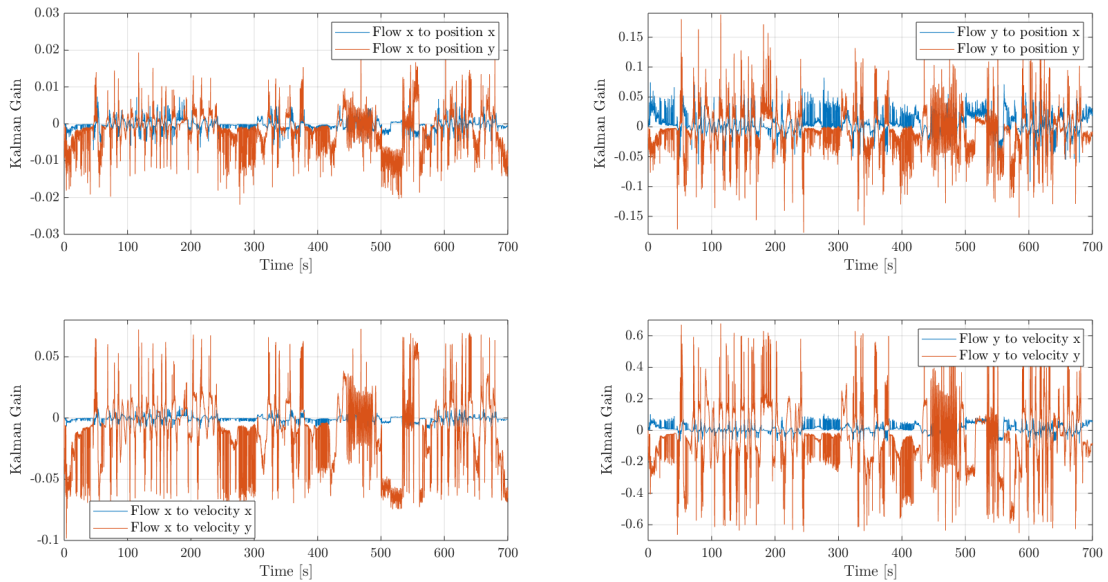 0.03
0.02
0.01
0
-0.01
-0.02
-0.03
Kalman Gain
Flow x to position x
Flow x to position y
0 100 200 300 400 500 600 700
Time [s]
0.15
0.1
0.05
0
-0.05
-0.1
-0.15
Kalman Gain
Flow y to position x
Flow y to position y
0 100 200 300 400 500 600 700
Time [s]
0.05
0
-0.05
-0.1
Kalman Gain
Flow x to velocity x
Flow x to velocity y
0 100 200 300 400 500 600 700
Time [s]
0.6
0.4
0.2
0
-0.2
-0.4
-0.6
Kalman Gain
Flow y to velocity x
Flow y to velocity y
0 100 200 300 400 500 600 700
Time [s]